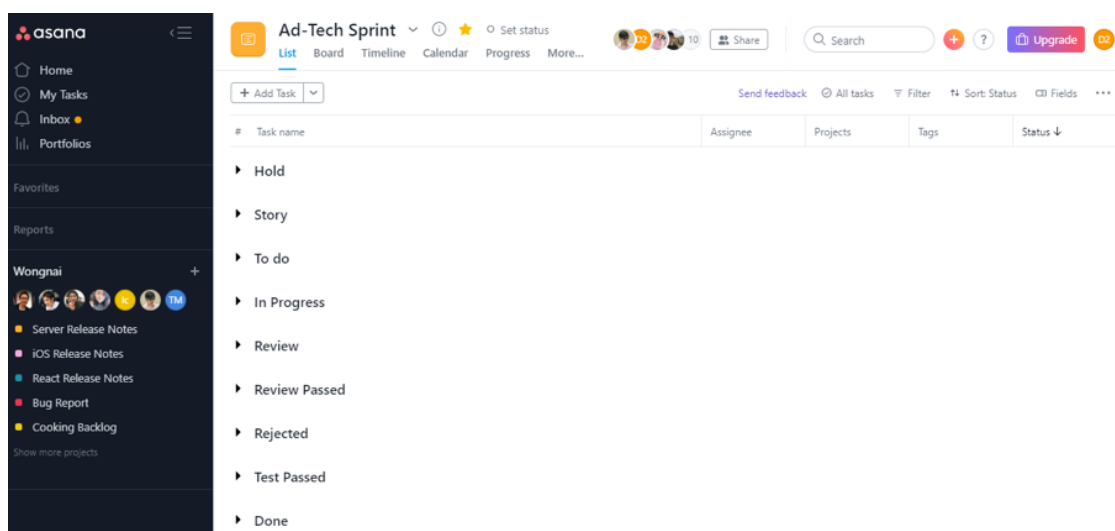 asana
Home
My Tasks
Inbox
Portfolios
Favorites
Reports
Wongnai +
lc TM
Server Release Notes
iOS Release Notes
React Release Notes
Bug Report
Cooking Backlog
Show more projects
Ad-Tech Sprint Set status
List Board Timeline Calendar Progress More...
D2 10 Share Search + ? Upgrade D2
+ Add Task Send feedback All tasks Filter Sort: Status Fields ...
# Task name Assignee Projects Tags Status ↓
Hold
Story
To do
In Progress
Review
Review Passed
Rejected
Test Passed
Done